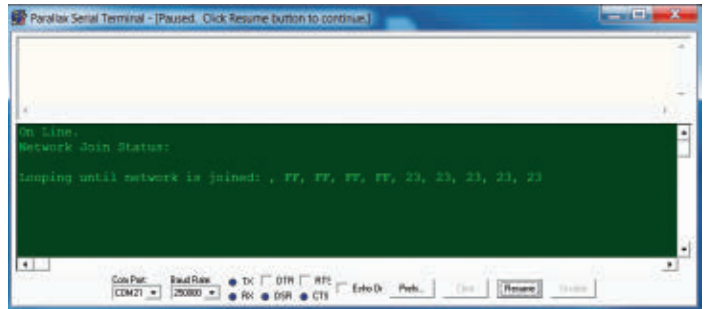 Parallax Serial Terminal - [Paused. Click Resume button to continue.]
On Line.
Network Join Status:
Looping until network is joined: , FF, FF, FF, FF, 23, 23, 23, 23, 23
Com Port: Baud Rate: TX DTR RTS
COM21 250000 RX DSR CTS Echo On Prefs... Clear Resume